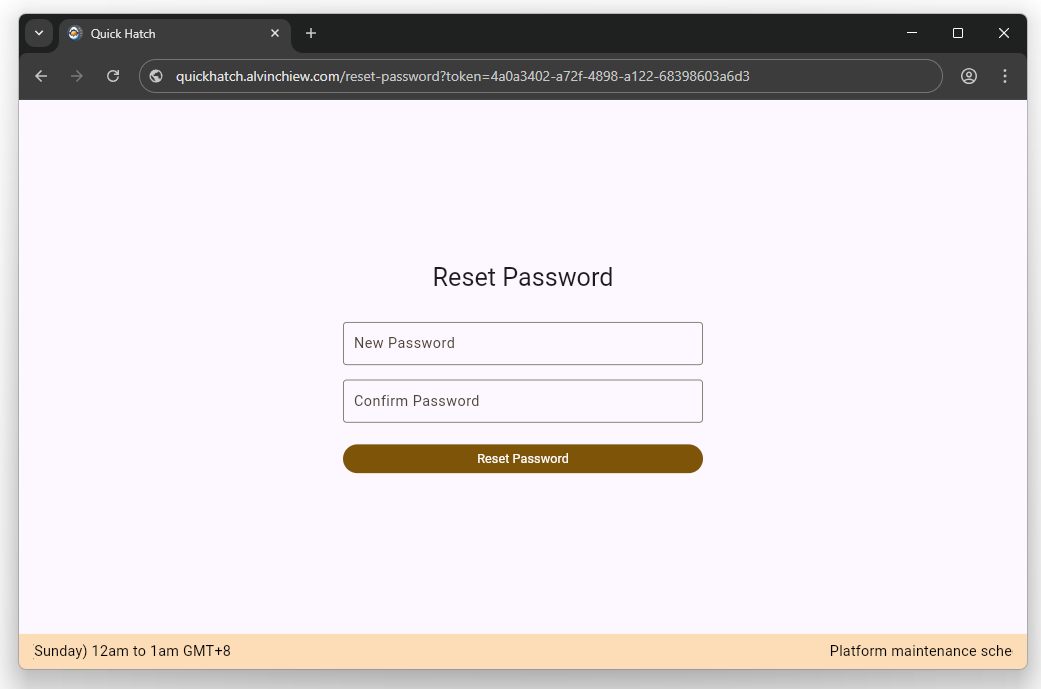 Quick Hatch
quickhatch.alvinchiew.com/reset-password?token=4a0a3402-a72f-4898-a122-68398603a6d3
Reset Password
New Password
Confirm Password
Reset Password
Sunday) 12am to 1am GMT+8 Platform maintenance sche